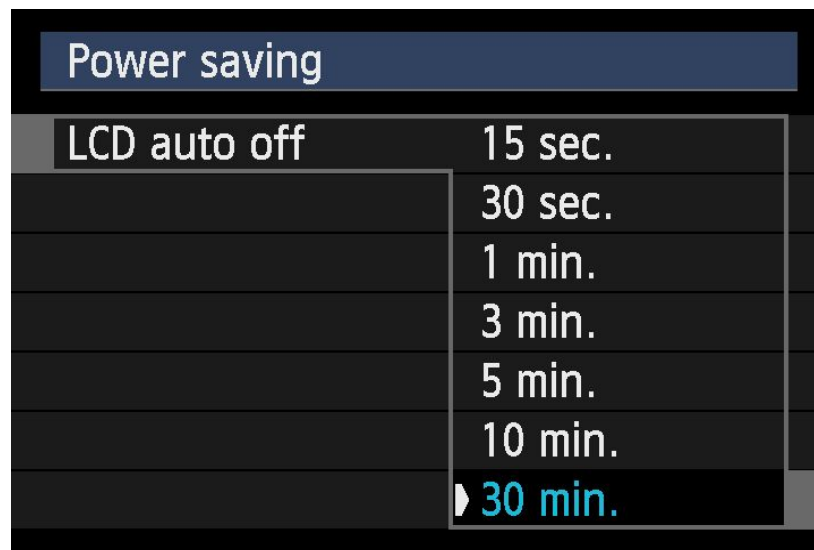 Power saving
LCD auto off 15 sec.
30 sec.
1 min.
3 min.
5 min.
10 min.
30 min.